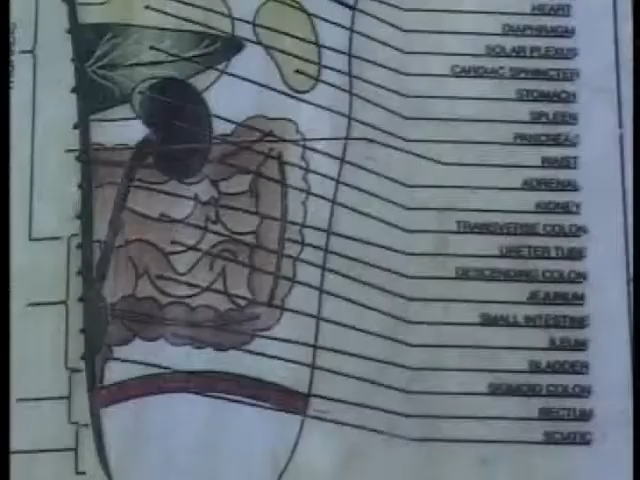 HEART
DIAPHRAGM
SOLAR PLEXUS
CARDIAC SPHINCTER
STOMACH
SPLEEN
PANCREAS
WAIST
ADRENAL
KIDNEY
TRANSVERSE COLON
URETER TUBE
DESCENDING COLON
JEJUNUM
SMALL INTESTINE
ILEUM
BLADDER
SIGMOID COLON
RECTUM
SCIATIC